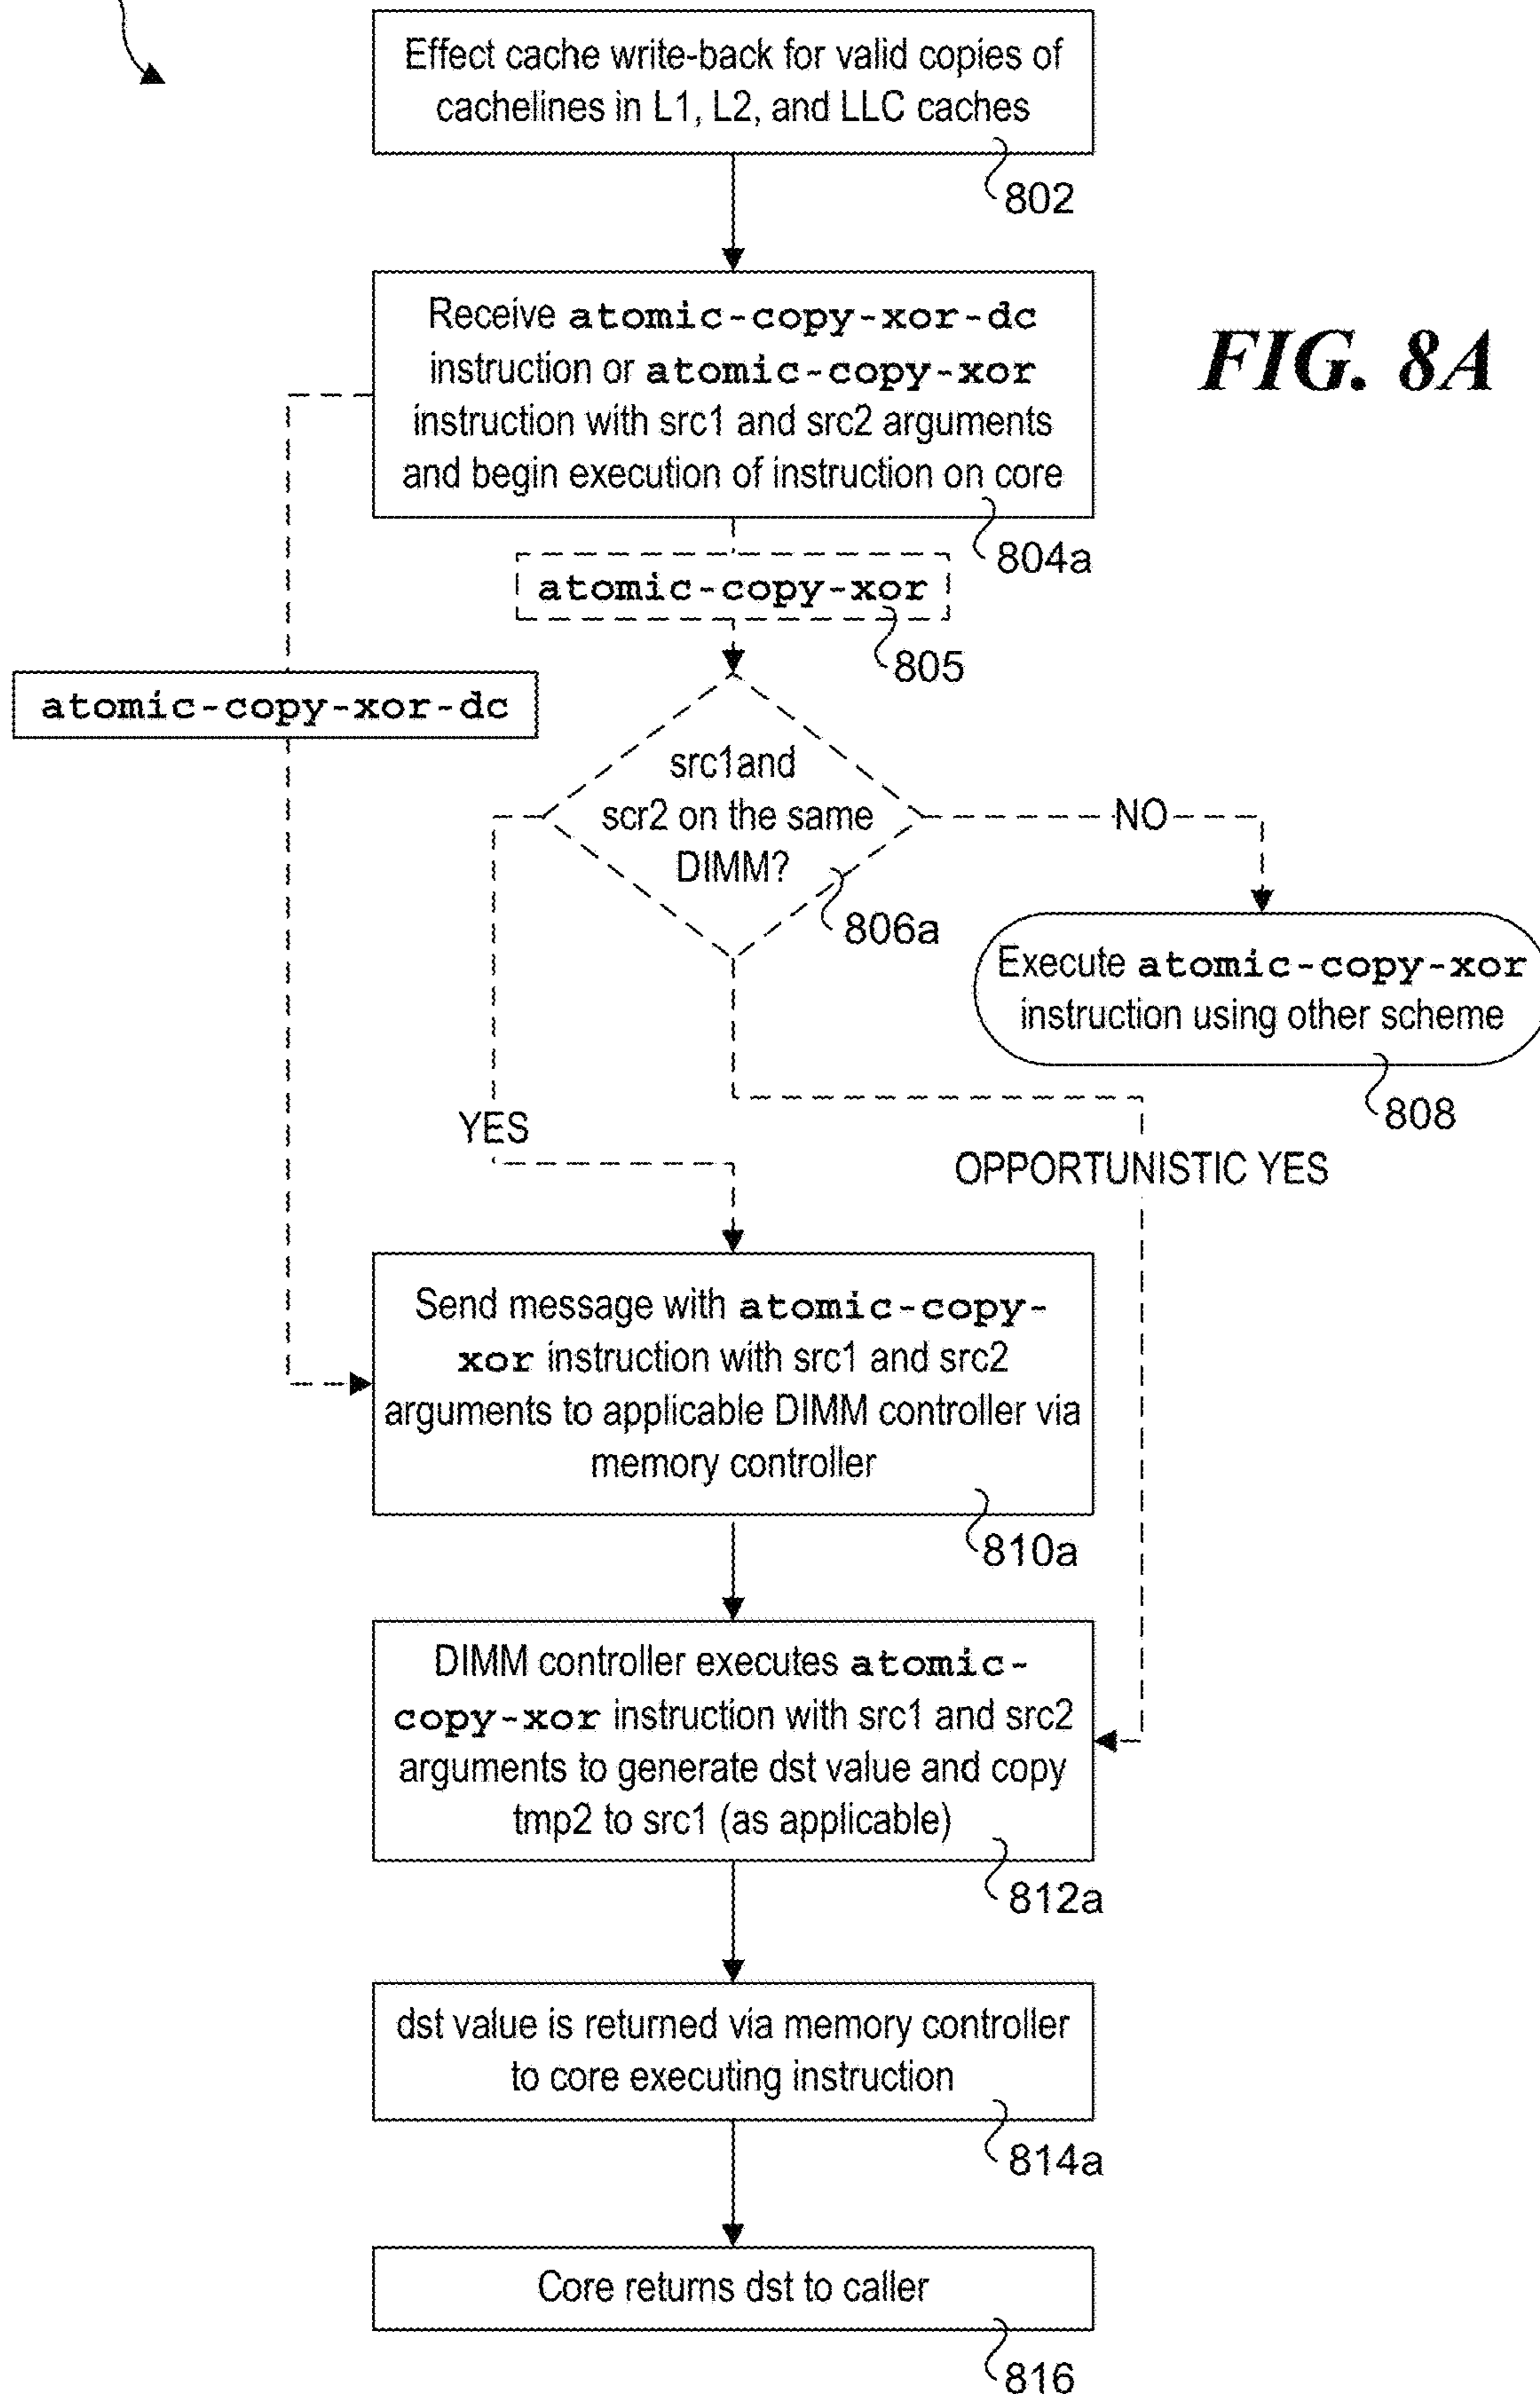 Effect cache write-back for valid copies of
cachelines in L1, L2, and LLC caches
802
Receive atomic-copy-xor-dc
instruction or atomic-copy-xor
instruction with src1 and src2 arguments
and begin execution of instruction on core
804a
FIG. 8A
atomic-copy-xor
805
atomic-copy-xor-dc
src1and
scr2 on the same
DIMM?
806a
NO
Execute atomic-copy-xor
instruction using other scheme
808
YES
OPPORTUNISTIC YES
Send message with atomic-copy-
xor instruction with src1 and src2
arguments to applicable DIMM controller via
memory controller
810a
DIMM controller executes atomic-
copy-xor instruction with src1 and src2
arguments to generate dst value and copy
tmp2 to src1 (as applicable)
812a
dst value is returned via memory controller
to core executing instruction
814a
Core returns dst to caller
816